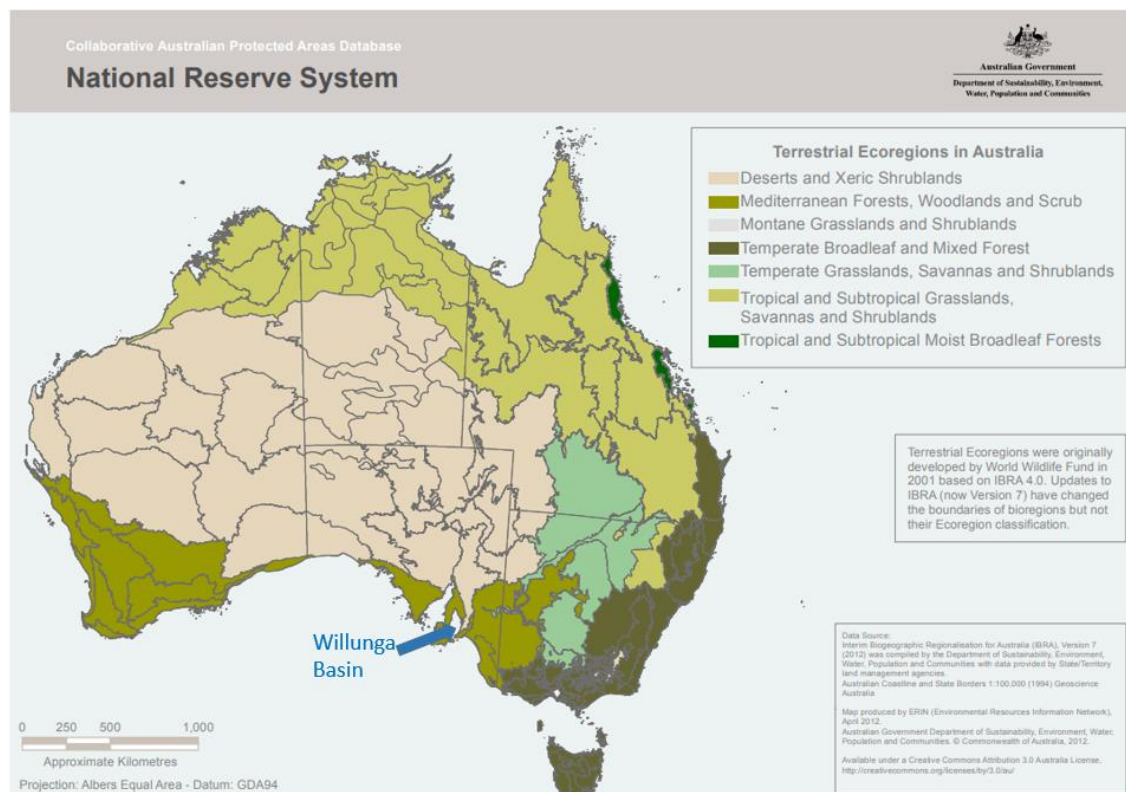 Collaborative Australian Protected Areas Database
National Reserve System
Australian Government
Department of Sustainability, Environment,
Water, Population and Communities
Terrestrial Ecoregions in Australia
Deserts and Xeric Shrublands
Mediterranean Forests, Woodlands and Scrub
Montane Grasslands and Shrublands
Temperate Broadleaf and Mixed Forest
Temperate Grasslands, Savannas and Shrublands
Tropical and Subtropical Grasslands,
Savannas and Shrublands
Tropical and Subtropical Moist Broadleaf Forests
Terrestrial Ecoregions were originally
developed by World Wildlife Fund in
2001 based on IBRA 4.0. Updates to
IBRA (now Version 7) have changed
the boundaries of bioregions but not
their Ecoregion classification.
Willunga
Basin
Data Source:
Interim Biogeographic Regionalisation for Australia (IBRA), Version 7
(2012) was compiled by the Department of Sustainability, Environment,
Water, Population and Communities with data provided by State/Territory
land management agencies.
Australian Coastline and State Borders 1:100,000 (1994) Geoscience
Australia
Map produced by ERIN (Environmental Resources Information Network),
April 2012.
Australian Government Department of Sustainability, Environment, Water,
Population and Communities. © Commonwealth of Australia, 2012.
Available under a Creative Commons Attribution 3.0 Australia License,
http://creativecommons.org/licenses/by/3.0/au/
0 250 500 1,000
Approximate Kilometres
Projection: Albers Equal Area - Datum: GDA94